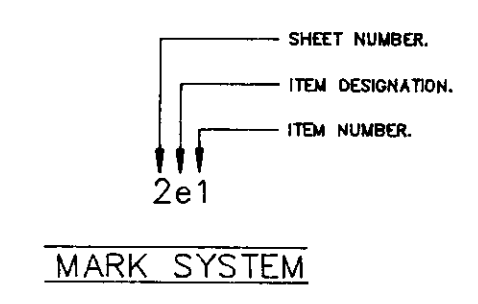 SHEET NUMBER.
ITEM DESIGNATION.
ITEM NUMBER.
2e1
MARK SYSTEM